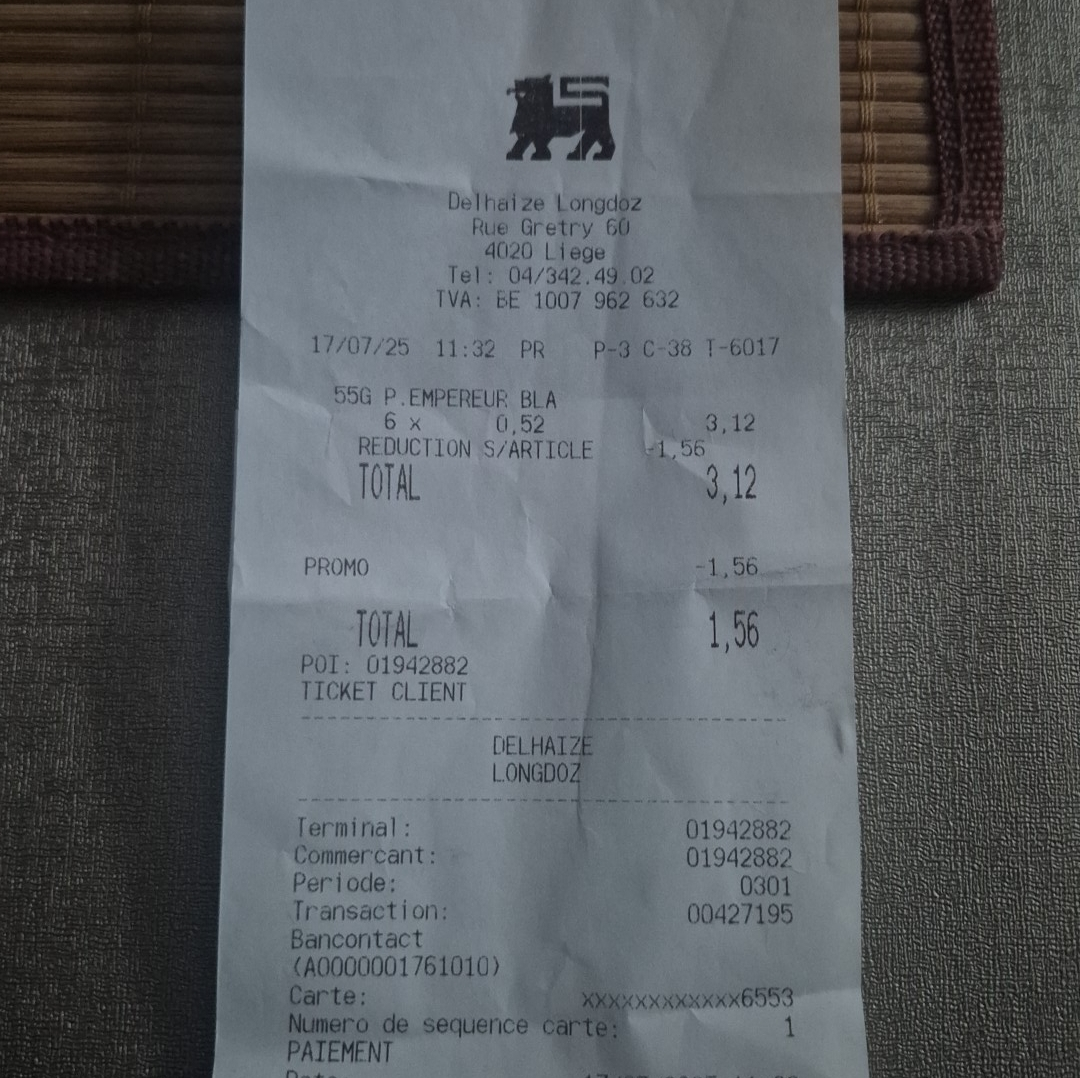 Delhaize Longdoz
Rue Gretry 60
4020 Liege
Tel: 04/342.49.02
TVA: BE 1007 962 632
17/07/25 11:32 PR P-3 C-38 T-6017
55G P.EMPEREUR BLA
6 x 0,52 3,12
REDUCTION S/ARTICLE -1,56
TOTAL 3,12
PROMO -1,56
TOTAL 1,56
POI: 01942882
TICKET CLIENT
DELHAIZE
LONGDOZ
Terminal: 01942882
Commercant: 01942882
Periode: 0301
Transaction: 00427195
Bancontact
(A0000001761010)
Carte: xxxxxxxxxxxx6553
Numero de sequence carte: 1
PAIEMENT